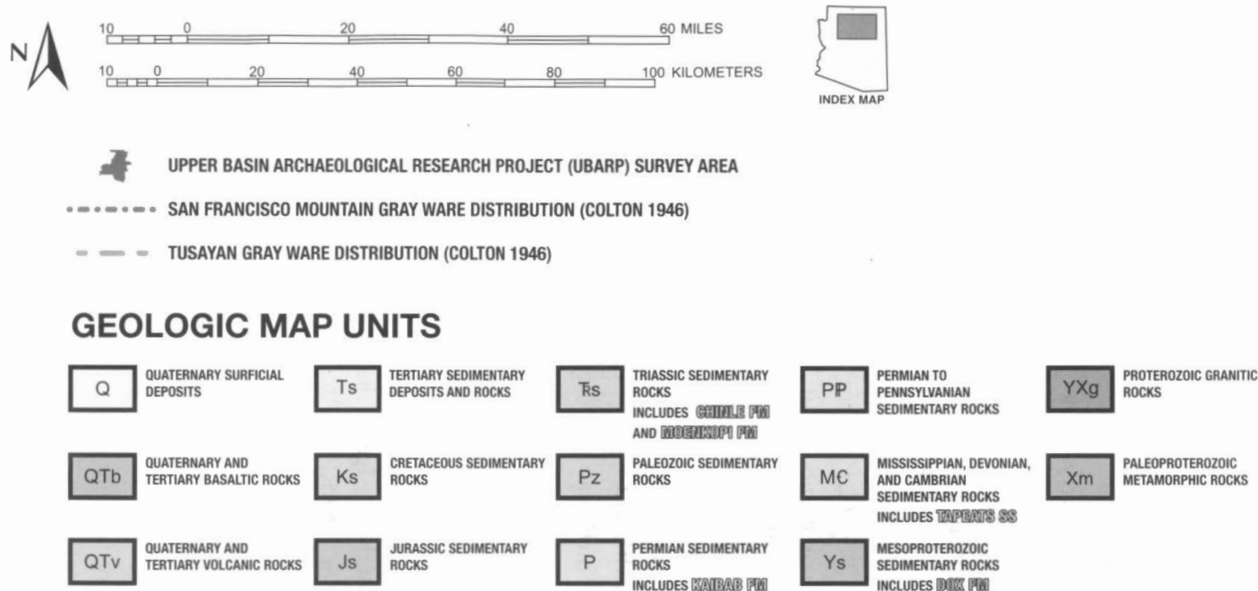 10 0 20 40 60 MILES
N
10 0 20 40 60 80 100 KILOMETERS
INDEX MAP
UPPER BASIN ARCHAEOLOGICAL RESEARCH PROJECT (UBARP) SURVEY AREA
SAN FRANCISCO MOUNTAIN GRAY WARE DISTRIBUTION (COLTON 1946)
TUSAYAN GRAY WARE DISTRIBUTION (COLTON 1946)
GEOLOGIC MAP UNITS
Q
QUATERNARY SURFICIAL
DEPOSITS
Ts
TERTIARY SEDIMENTARY
DEPOSITS AND ROCKS
T̶Rs
TRIASSIC SEDIMENTARY
ROCKS
INCLUDES CHINLE FM
AND MOENKOPI FM
PℙP
PERMIAN TO
PENNSYLVANIAN
SEDIMENTARY ROCKS
YXg
PROTEROZOIC GRANITIC
ROCKS
QTb
QUATERNARY AND
TERTIARY BASALTIC ROCKS
Ks
CRETACEOUS SEDIMENTARY
ROCKS
Pz
PALEOZOIC SEDIMENTARY
ROCKS
MЄ
MISSISSIPPIAN, DEVONIAN,
AND CAMBRIAN
SEDIMENTARY ROCKS
INCLUDES TAPEATS SS
Xm
PALEOPROTEROZOIC
METAMORPHIC ROCKS
QTv
QUATERNARY AND
TERTIARY VOLCANIC ROCKS
Js
JURASSIC SEDIMENTARY
ROCKS
P
PERMIAN SEDIMENTARY
ROCKS
INCLUDES KAIBAB FM
Ys
MESOPROTEROZOIC
SEDIMENTARY ROCKS
INCLUDES DOX FM